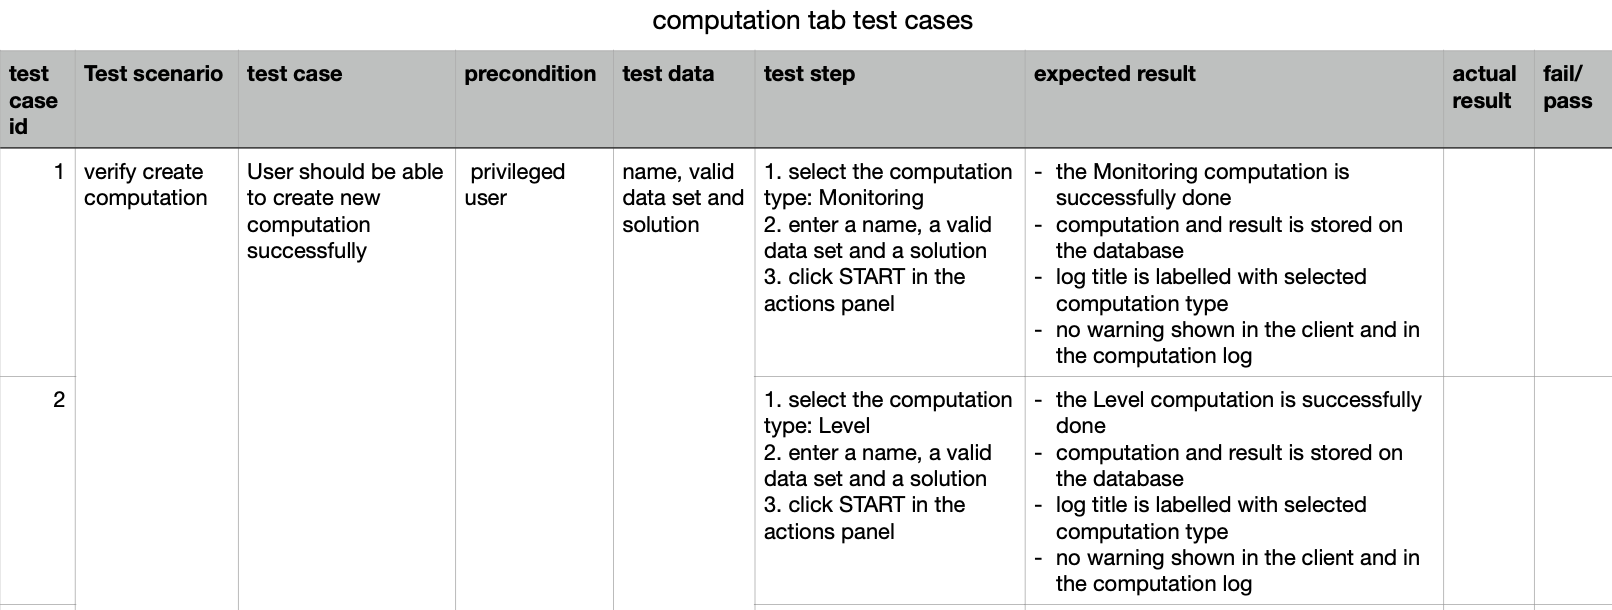 computation tab test cases
test case id
Test scenario
test case
precondition
test data
test step
expected result
actual result
fail/ pass
1
verify create
computation
User should be able
to create new
computation
successfully
privileged
user
name, valid
data set and
solution
1. select the computation
type: Monitoring
2. enter a name, a valid
data set and a solution
3. click START in the
actions panel
- the Monitoring computation is
successfully done
- computation and result is stored on
the database
- log title is labelled with selected
computation type
- no warning shown in the client and in
the computation log
2
1. select the computation
type: Level
2. enter a name, a valid
data set and a solution
3. click START in the
actions panel
- the Level computation is successfully
done
- computation and result is stored on
the database
- log title is labelled with selected
computation type
- no warning shown in the client and in
the computation log